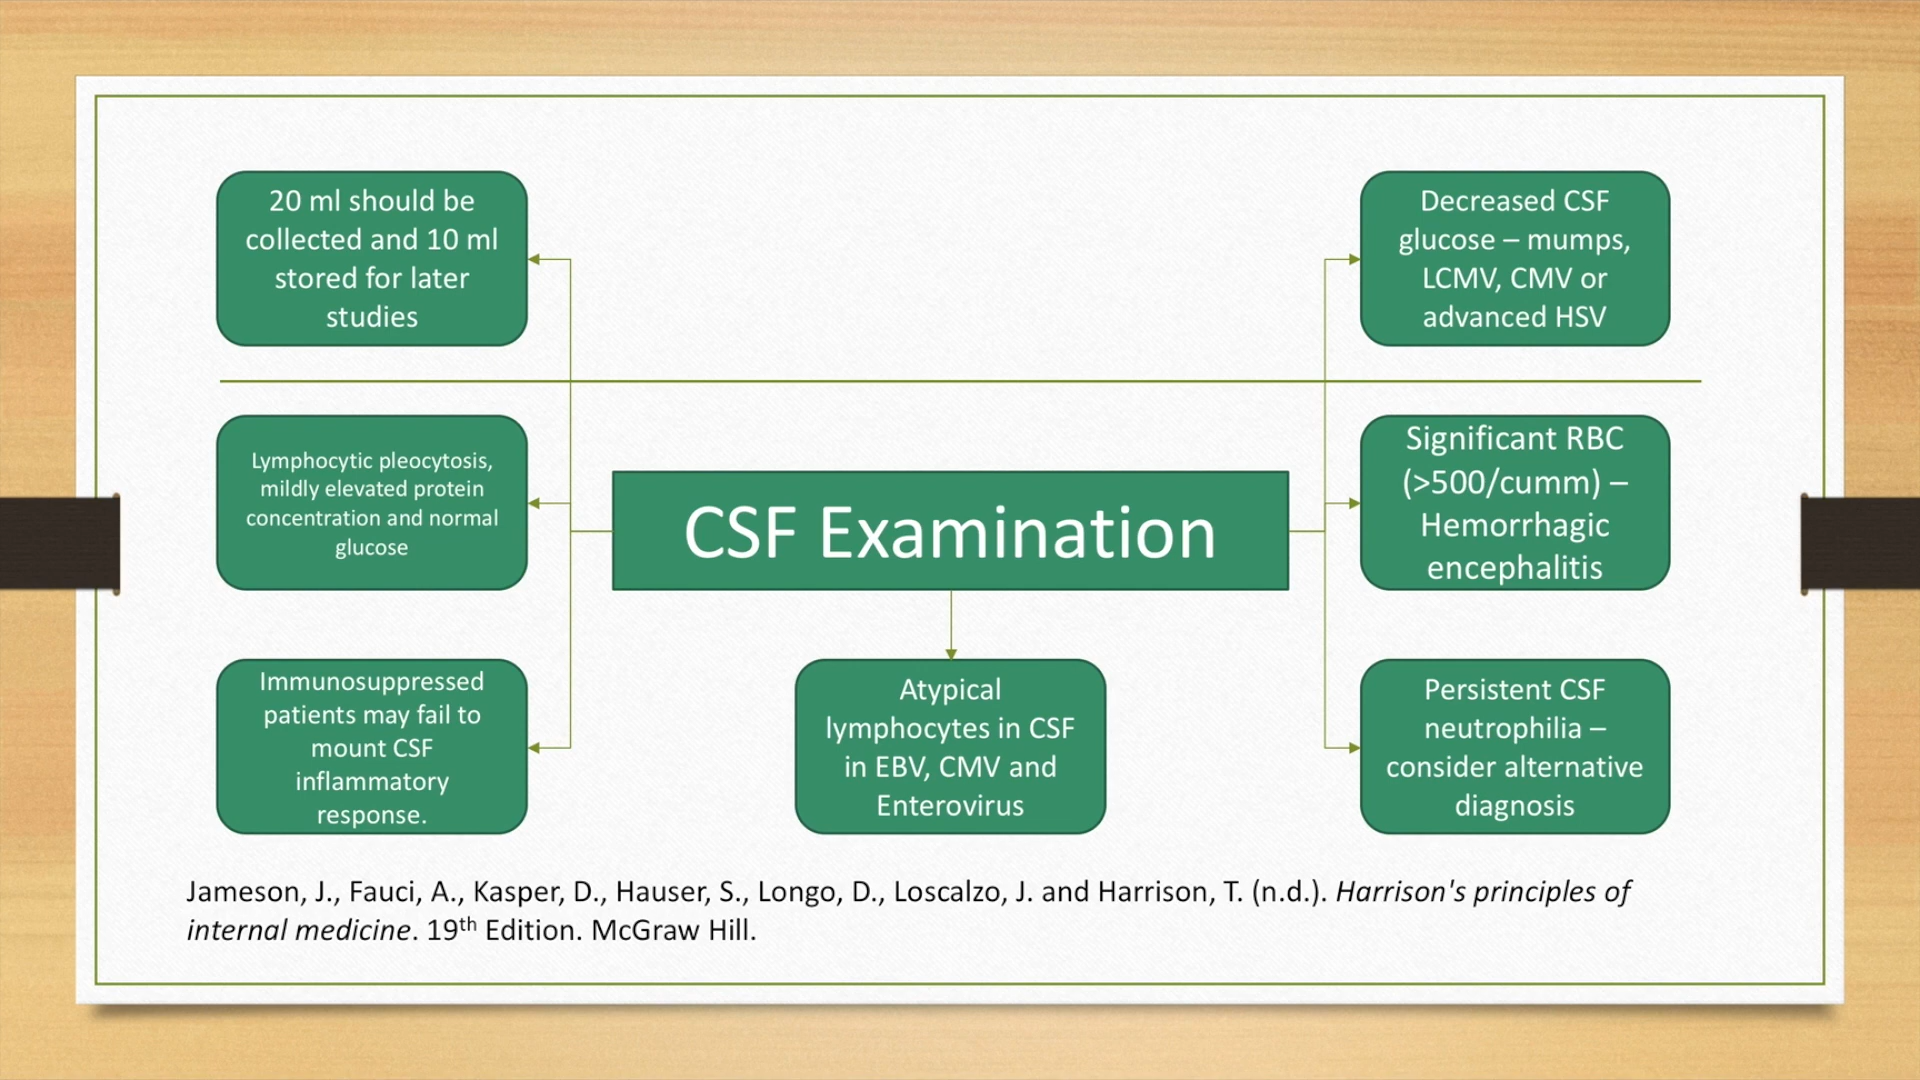 20 ml should be
collected and 10 ml
stored for later
studies
Decreased CSF
glucose – mumps,
LCMV, CMV or
advanced HSV
Lymphocytic pleocytosis,
mildly elevated protein
concentration and normal
glucose
CSF Examination
Significant RBC
(>500/cumm) –
Hemorrhagic
encephalitis
Immunosuppressed
patients may fail to
mount CSF
inflammatory
response.
Atypical
lymphocytes in CSF
in EBV, CMV and
Enterovirus
Persistent CSF
neutrophilia –
consider alternative
diagnosis
Jameson, J., Fauci, A., Kasper, D., Hauser, S., Longo, D., Loscalzo, J. and Harrison, T. (n.d.). Harrison's principles of
internal medicine. 19th Edition. McGraw Hill.